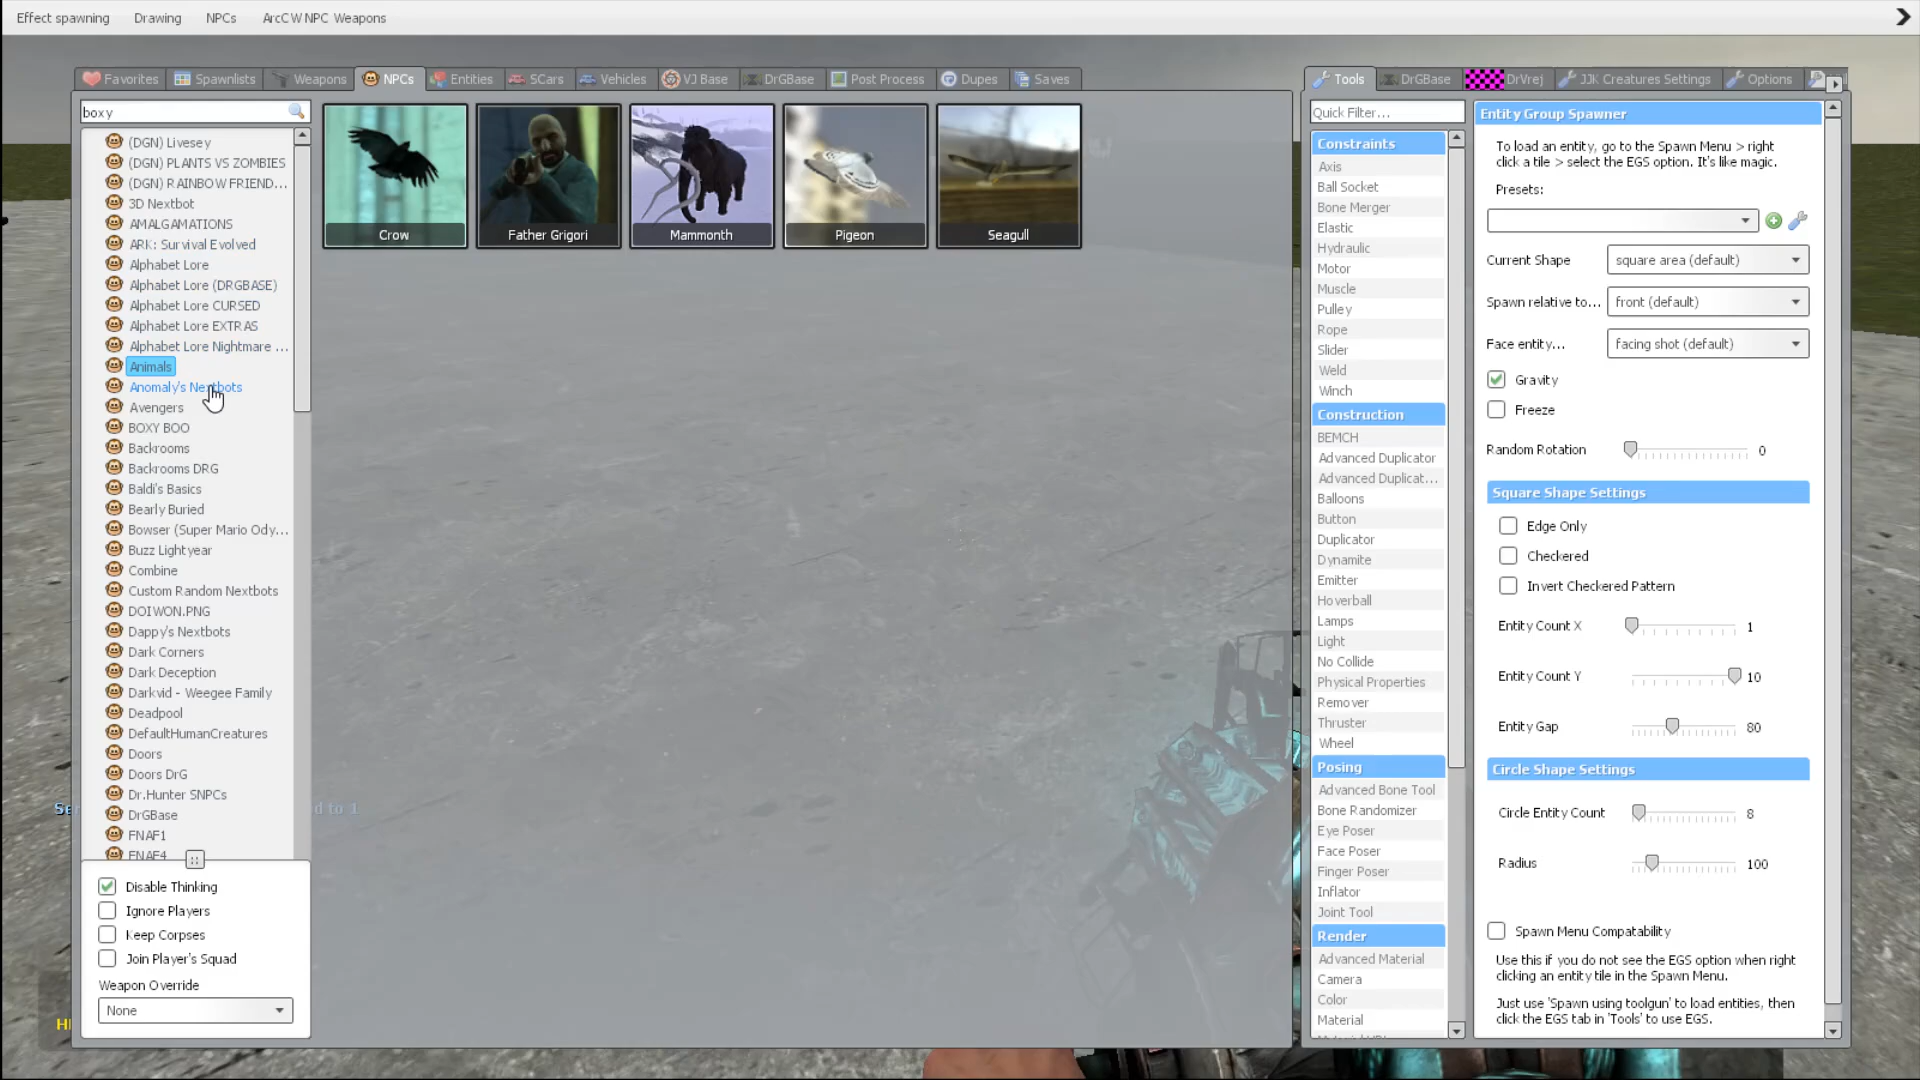 Effect spawning
Drawing
NPCs
ArcCW NPC Weapons
Favorites
Spawnlists
Weapons
NPCs
Entities
SCars
Vehicles
VJ Base
DrGBase
Post Process
Dupes
Saves
boxy
(DGN) Livesey
(DGN) PLANTS VS ZOMBIES
(DGN) RAINBOW FRIEND...
3D Nextbot
AMALGAMATIONS
ARK: Survival Evolved
Alphabet Lore
Alphabet Lore (DRGBASE)
Alphabet Lore CURSED
Alphabet Lore EXTRAS
Alphabet Lore Nightmare ...
Animals
Anomaly's Nextbots
Avengers
BOXY BOO
Backrooms
Backrooms DRG
Baldi's Basics
Bearly Buried
Bowser (Super Mario Ody...
Buzz Lightyear
Combine
Custom Random Nextbots
DOIWON.PNG
Dappy's Nextbots
Dark Corners
Dark Deception
Darkvid - Weegee Family
Deadpool
DefaultHumanCreatures
Doors
Doors DrG
Dr.Hunter SNPCs
DrGBase
FNAF1
FNAF4
Disable Thinking
Ignore Players
Keep Corpses
Join Player's Squad
Weapon Override
None
Crow
Father Grigori
Mammonth
Pigeon
Seagull
d to 1
Tools
DrGBase
DrVrej
JJK Creatures Settings
Options
Quick Filter...
Constraints
Axis
Ball Socket
Bone Merger
Elastic
Hydraulic
Motor
Muscle
Pulley
Rope
Slider
Weld
Winch
Construction
BEMCH
Advanced Duplicator
Advanced Duplicat...
Balloons
Button
Duplicator
Dynamite
Emitter
Hoverball
Lamps
Light
No Collide
Physical Properties
Remover
Thruster
Wheel
Posing
Advanced Bone Tool
Bone Randomizer
Eye Poser
Face Poser
Finger Poser
Inflator
Joint Tool
Render
Advanced Material
Camera
Color
Material
Entity Group Spawner
To load an entity, go to the Spawn Menu > right
click a tile > select the EGS option. It's like magic.
Presets:
Current Shape
square area (default)
Spawn relative to...
front (default)
Face entity...
facing shot (default)
Gravity
Freeze
Random Rotation 0
Square Shape Settings
Edge Only
Checkered
Invert Checkered Pattern
Entity Count X 1
Entity Count Y 10
Entity Gap 80
Circle Shape Settings
Circle Entity Count 8
Radius 100
Spawn Menu Compatability
Use this if you do not see the EGS option when right
clicking an entity tile in the Spawn Menu.
Just use 'Spawn using toolgun' to load entities, then
click the EGS tab in 'Tools' to use EGS.